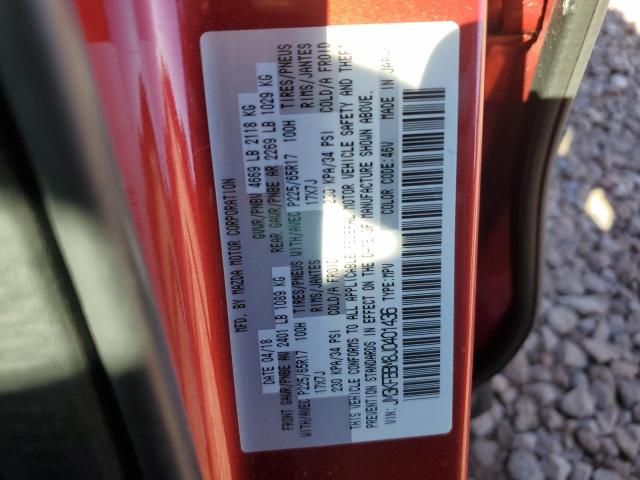 MFD. BY MAZDA MOTOR CORPORATION
DATE 04/18 GVWR/PNBV 4669 LB 2118 KG
FRONT GAWR/PNBE AV 2401 LB 1089 KG REAR GAWR/PNBE AR 2269 LB 1029 KG
WITH/AVEC P225/65R17 100H TIRES/PNEUS WITH/AVEC P225/65R17 100H TIRES/PNEUS
17X7J RIMS/JANTES 17X7J RIMS/JANTES
230 KPA/34 PSI COLD/A FROID 230 KPA/34 PSI COLD/A FROID
THIS VEHICLE CONFORMS TO ALL APPLICABLE FEDERAL MOTOR VEHICLE SAFETY AND THEFT
PREVENTION STANDARDS IN EFFECT ON THE DATE OF MANUFACTURE SHOWN ABOVE.
VIN: TYPE:MPV COLOR CODE:46V MADE IN JAPAN